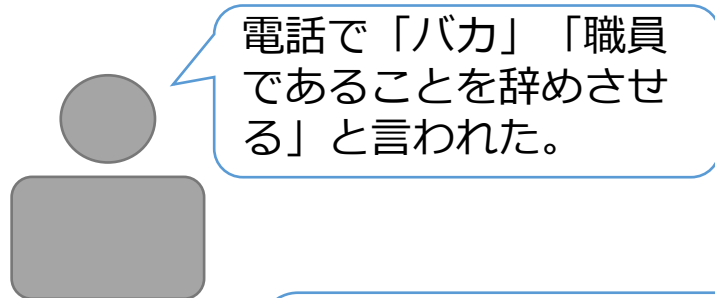 電話で「バカ」「職員
であることを辞めさせ
る」と言われた。